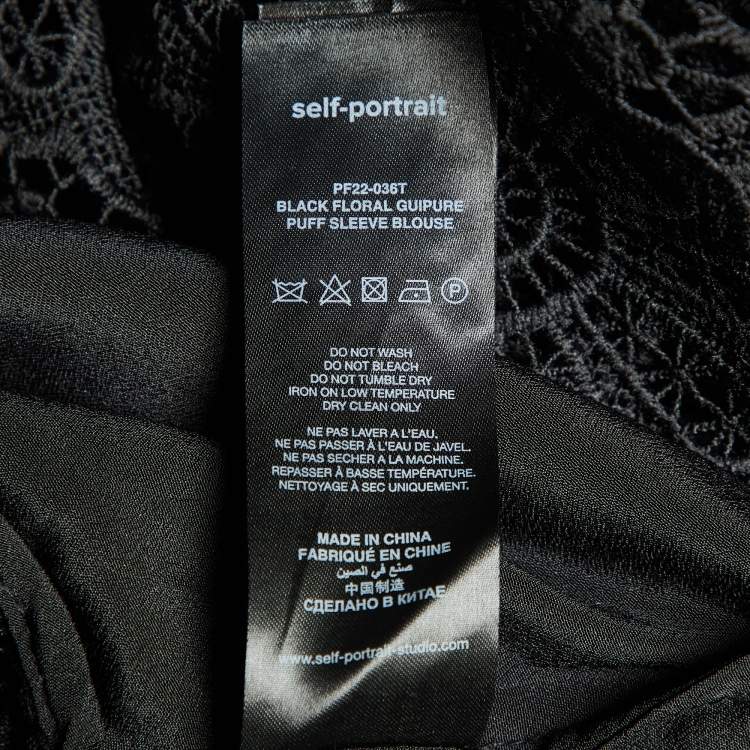 self-portrait
PF22-036T
BLACK FLORAL GUIPURE
PUFF SLEEVE BLOUSE
P
DO NOT WASH
DO NOT BLEACH
DO NOT TUMBLE DRY
IRON ON LOW TEMPERATURE
DRY CLEAN ONLY
NE PAS LAVER A L'EAU.
NE PAS PASSER À L'EAU DE JAVEL.
NE PAS SECHER A LA MACHINE.
REPASSER À BASSE TEMPÉRATURE.
NETTOYAGE À SEC UNIQUEMENT.
MADE IN CHINA
FABRIQUÉ EN CHINE
صنع في الصين
中国制造
СДЕЛАНО В КИТАЕ
www.self-portrait-studio.com